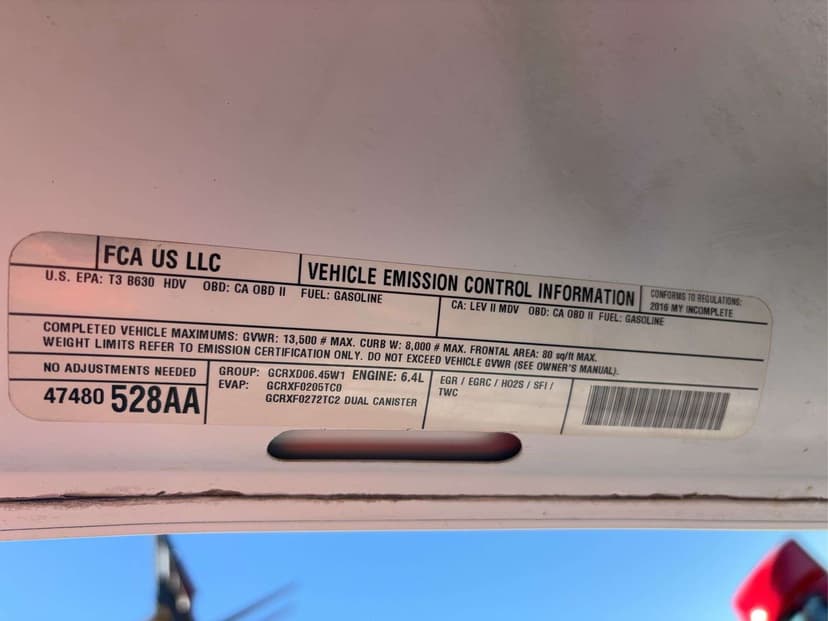 FCA US LLC
VEHICLE EMISSION CONTROL INFORMATION
CONFORMS TO REGULATIONS:
2016 MY INCOMPLETE
U.S. EPA: T3 B630 HDV OBD: CA OBD II FUEL: GASOLINE
CA: LEV II MDV OBD: CA OBD II FUEL: GASOLINE
COMPLETED VEHICLE MAXIMUMS: GVWR: 13,500 # MAX. CURB W: 8,000 # MAX. FRONTAL AREA: 80 sq/ft MAX.
WEIGHT LIMITS REFER TO EMISSION CERTIFICATION ONLY. DO NOT EXCEED VEHICLE GVWR (SEE OWNER'S MANUAL).
NO ADJUSTMENTS NEEDED
47480 528AA
GROUP: GCRXD06.45W1 ENGINE: 6,4L
EVAP: GCRXF0205TC0
GCRXF0272TC2 DUAL CANISTER
EGR / EGRC / HO2S / SFI /
TWC